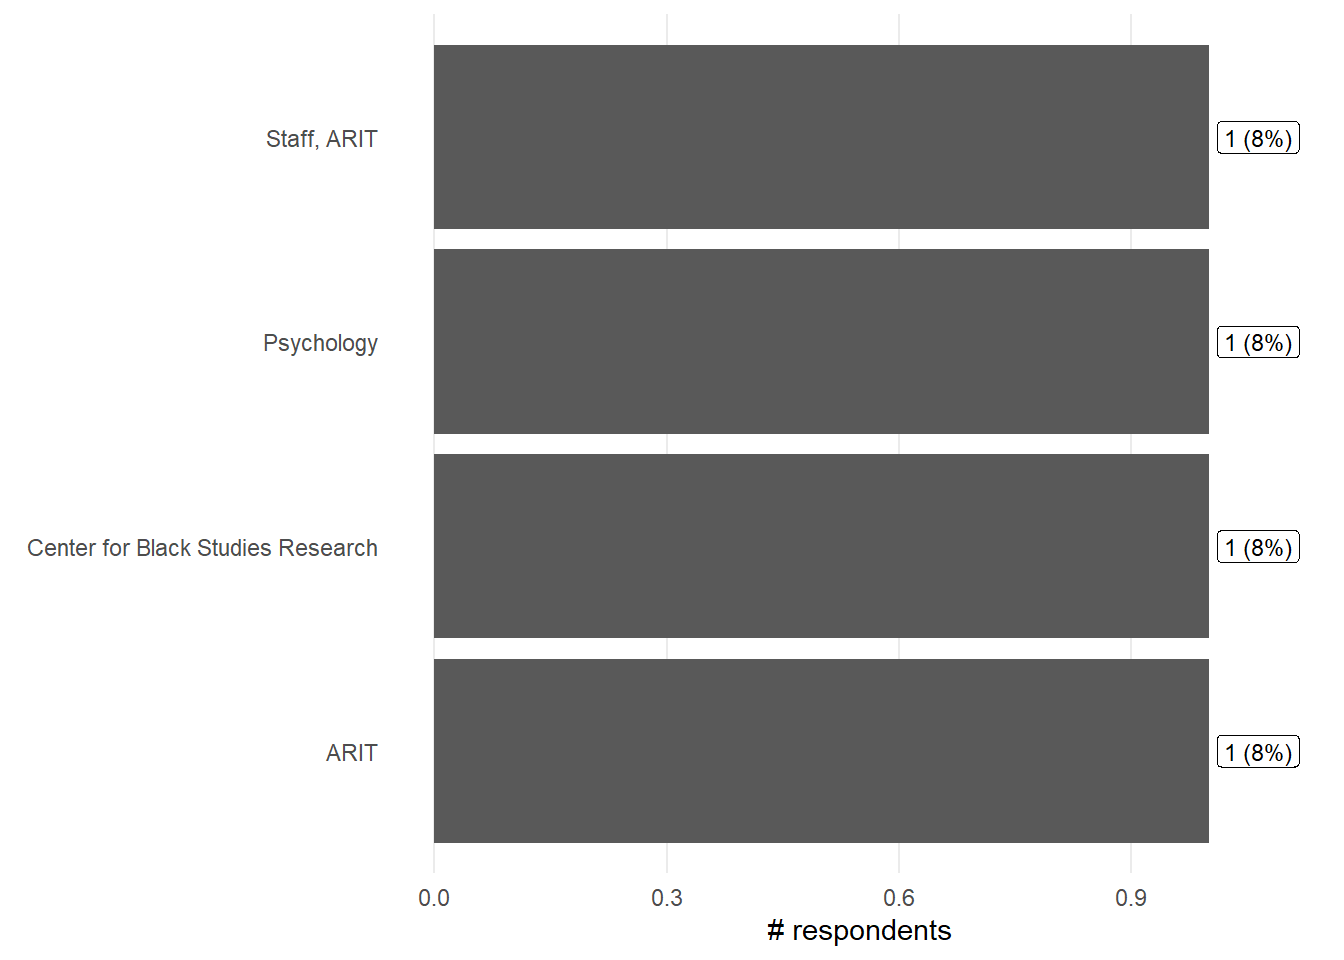 Staff, ARIT
1 (8%)
Psychology
1 (8%)
Center for Black Studies Research
1 (8%)
ARIT
1 (8%)
0.0 0.3 0.6 0.9
# respondents